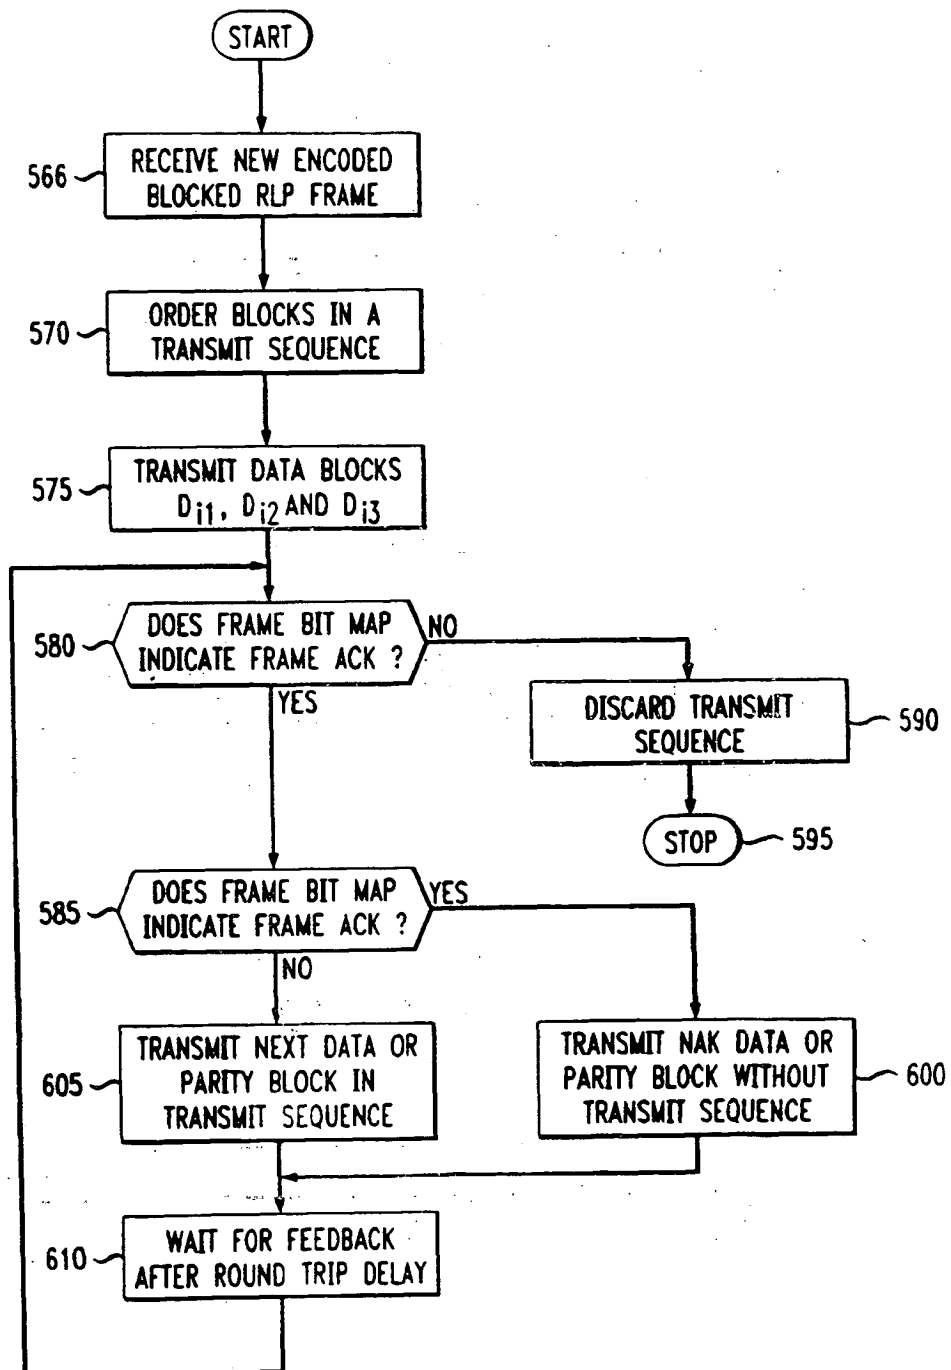 START
566
RECEIVE NEW ENCODED
BLOCKED RLP FRAME
570
ORDER BLOCKS IN A
TRANSMIT SEQUENCE
575
TRANSMIT DATA BLOCKS
Di1, Di2 AND Di3
580
DOES FRAME BIT MAP
INDICATE FRAME ACK ?
NO
YES
DISCARD TRANSMIT
SEQUENCE
590
STOP
595
585
DOES FRAME BIT MAP
INDICATE FRAME ACK ?
YES
NO
605
TRANSMIT NEXT DATA OR
PARITY BLOCK IN
TRANSMIT SEQUENCE
TRANSMIT NAK DATA OR
PARITY BLOCK WITHOUT
TRANSMIT SEQUENCE
600
610
WAIT FOR FEEDBACK
AFTER ROUND TRIP DELAY